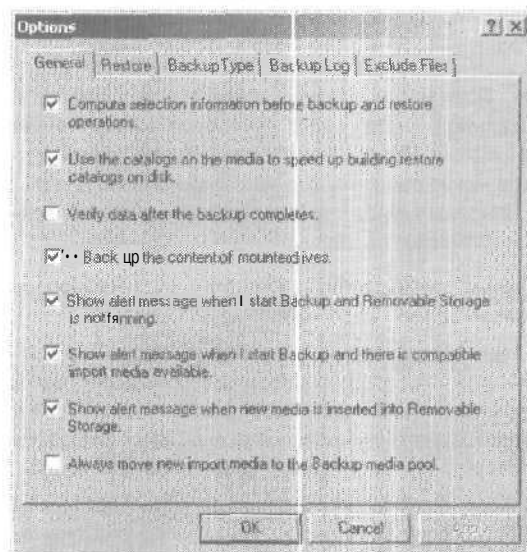 Options
General Restore Backup Type Backup Log Exclude Files
Compute selection information before backup and restore
operations.
Use the catalogs on the media to speed up building restore
catalogs on disk.
Verify data after the backup completes.
Back up the content of mounterdives.
Show alert message when I start Backup and Removable Storage
is notfяnning.
Show alert message when I start Backup and there is compatible
import media available.
Show alert message when new media is inserted into Removable
Storage.
Always move new import media to the Backup media pool.
OK Cancel